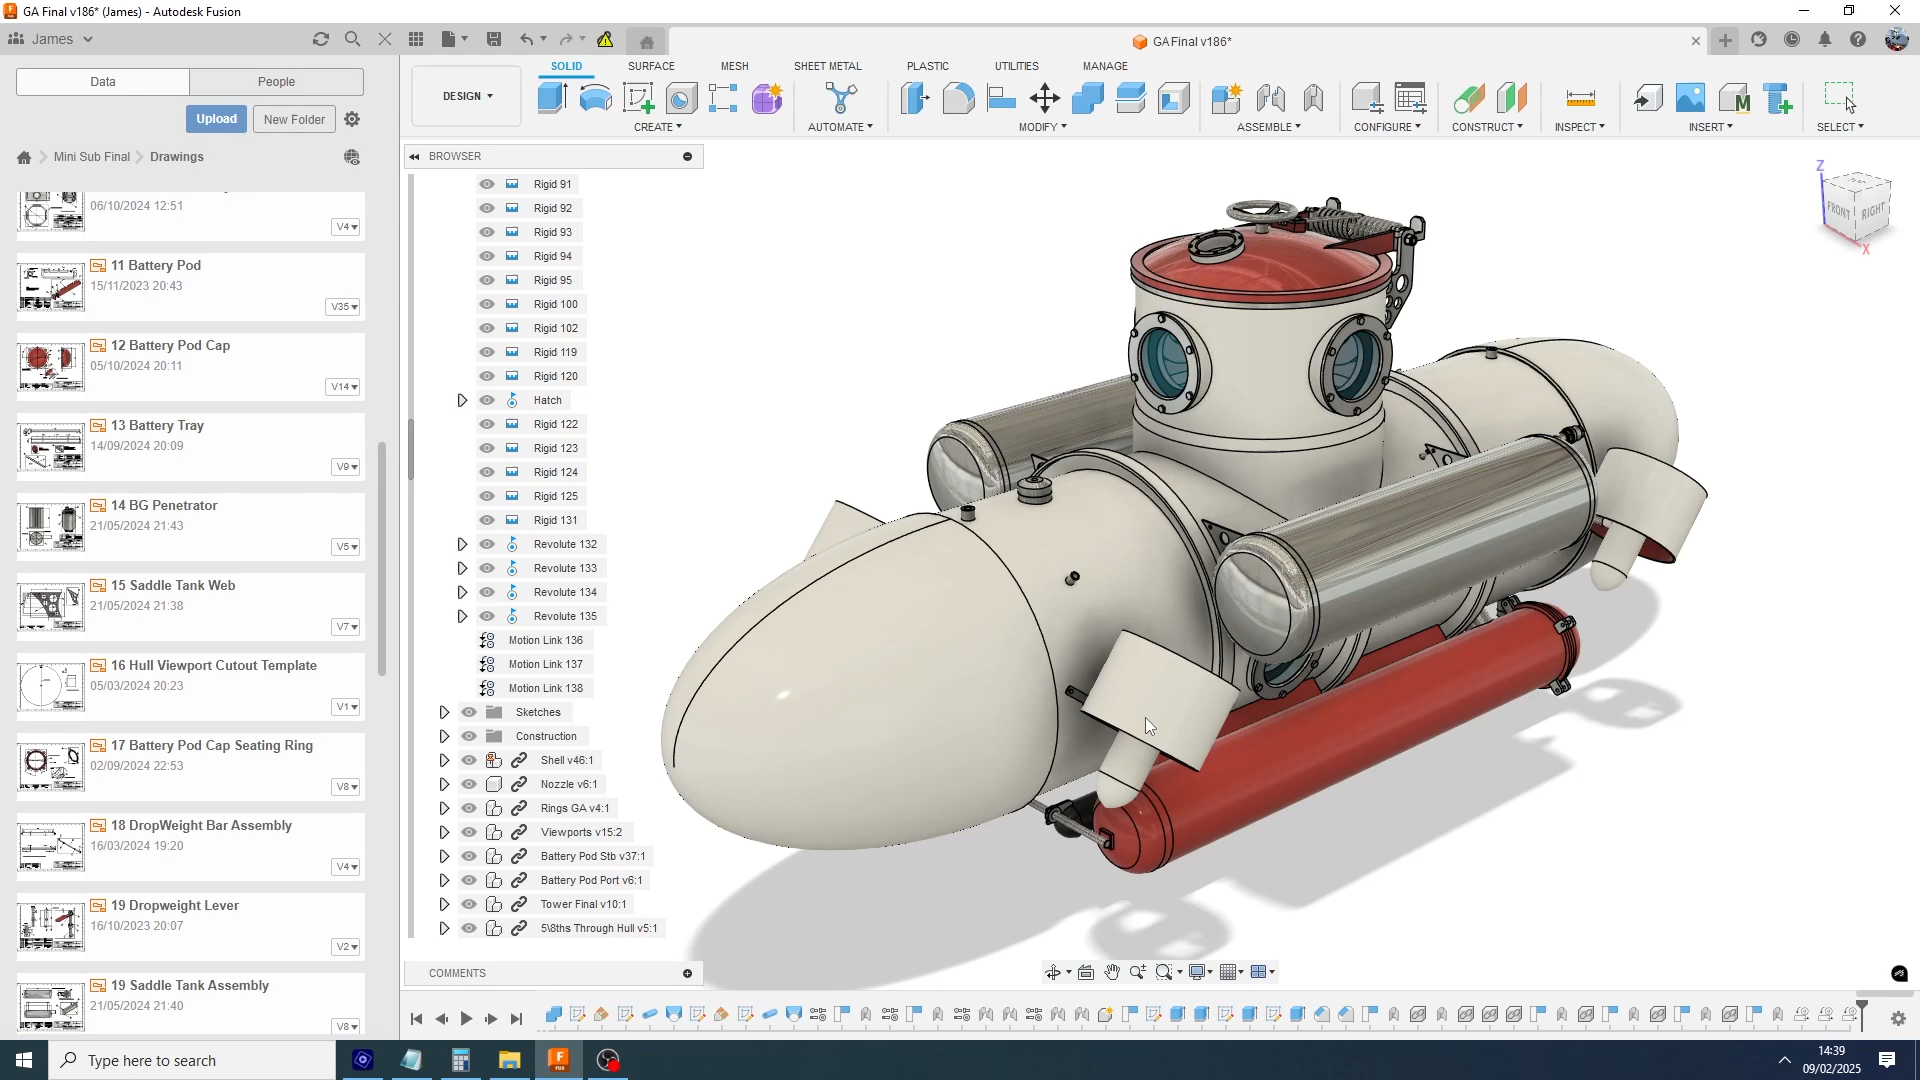 GA Final v186* (James) - Autodesk Fusion
James
GA Final v186*
Data
People
Upload
New Folder
Mini Sub Final
Drawings
06/10/2024 12:51
V4
11 Battery Pod
15/11/2023 20:43
V35
12 Battery Pod Cap
05/10/2024 20:11
V14
13 Battery Tray
14/09/2024 20:09
V9
14 BG Penetrator
21/05/2024 21:43
V5
15 Saddle Tank Web
21/05/2024 21:38
V7
16 Hull Viewport Cutout Template
05/03/2024 20:23
V1
17 Battery Pod Cap Seating Ring
02/09/2024 22:53
V8
18 DropWeight Bar Assembly
16/03/2024 19:20
V4
19 Dropweight Lever
16/10/2023 20:07
V2
19 Saddle Tank Assembly
21/05/2024 21:40
V8
DESIGN
SOLID
SURFACE
MESH
SHEET METAL
PLASTIC
UTILITIES
MANAGE
CREATE
AUTOMATE
MODIFY
ASSEMBLE
CONFIGURE
CONSTRUCT
INSPECT
INSERT
SELECT
BROWSER
Rigid 91
Rigid 92
Rigid 93
Rigid 94
Rigid 95
Rigid 100
Rigid 102
Rigid 119
Rigid 120
Hatch
Rigid 122
Rigid 123
Rigid 124
Rigid 125
Rigid 131
Revolute 132
Revolute 133
Revolute 134
Revolute 135
Motion Link 136
Motion Link 137
Motion Link 138
Sketches
Construction
Shell v46:1
Nozzle v6:1
Rings GA v4:1
Viewports v15:2
Battery Pod Stb v37:1
Battery Pod Port v6:1
Tower Final v10:1
5\8ths Through Hull v5:1
COMMENTS
Z
FRONT
RIGHT
X
Type here to search
14:39
09/02/2025